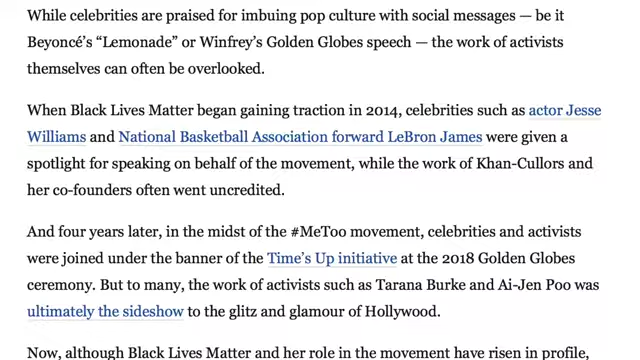 While celebrities are praised for imbuing pop culture with social messages — be it
Beyoncé’s “Lemonade” or Winfrey’s Golden Globes speech — the work of activists
themselves can often be overlooked.
When Black Lives Matter began gaining traction in 2014, celebrities such as actor Jesse
Williams and National Basketball Association forward LeBron James were given a
spotlight for speaking on behalf of the movement, while the work of Khan-Cullors and
her co-founders often went uncredited.
And four years later, in the midst of the #MeToo movement, celebrities and activists
were joined under the banner of the Time’s Up initiative at the 2018 Golden Globes
ceremony. But to many, the work of activists such as Tarana Burke and Ai-Jen Poo was
ultimately the sideshow to the glitz and glamour of Hollywood.
Now, although Black Lives Matter and her role in the movement have risen in profile,